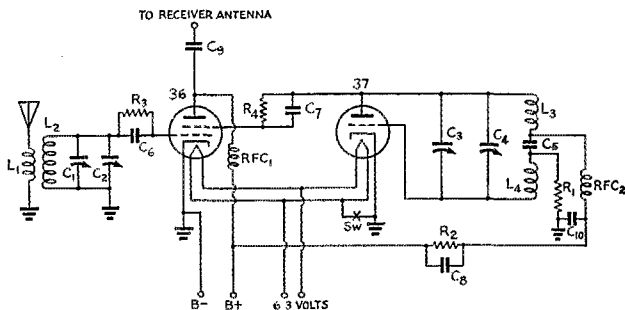 TO RECEIVER ANTENNA
C9
36
37
R3
R4
C7
L2
C6
L1
C1
C2
RFC1
C3
C4
L3
C5
L4
R1
RFC2
C10
SW
R2
C8
B-
B+
6 3 VOLTS